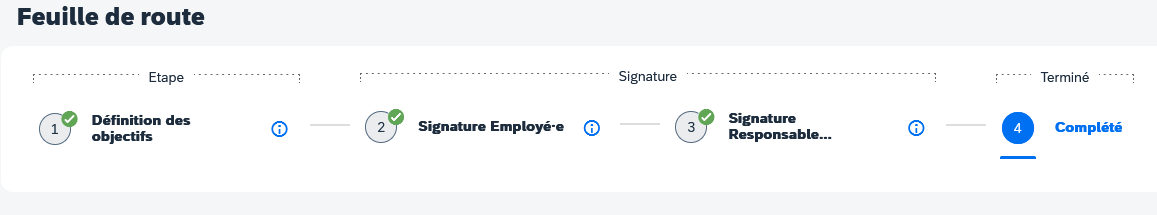 Feuille de route
Etape
Signature
Terminé
1
Définition des
objectifs
2
Signature Employé·e
3
Signature
Responsable...
4
Complété